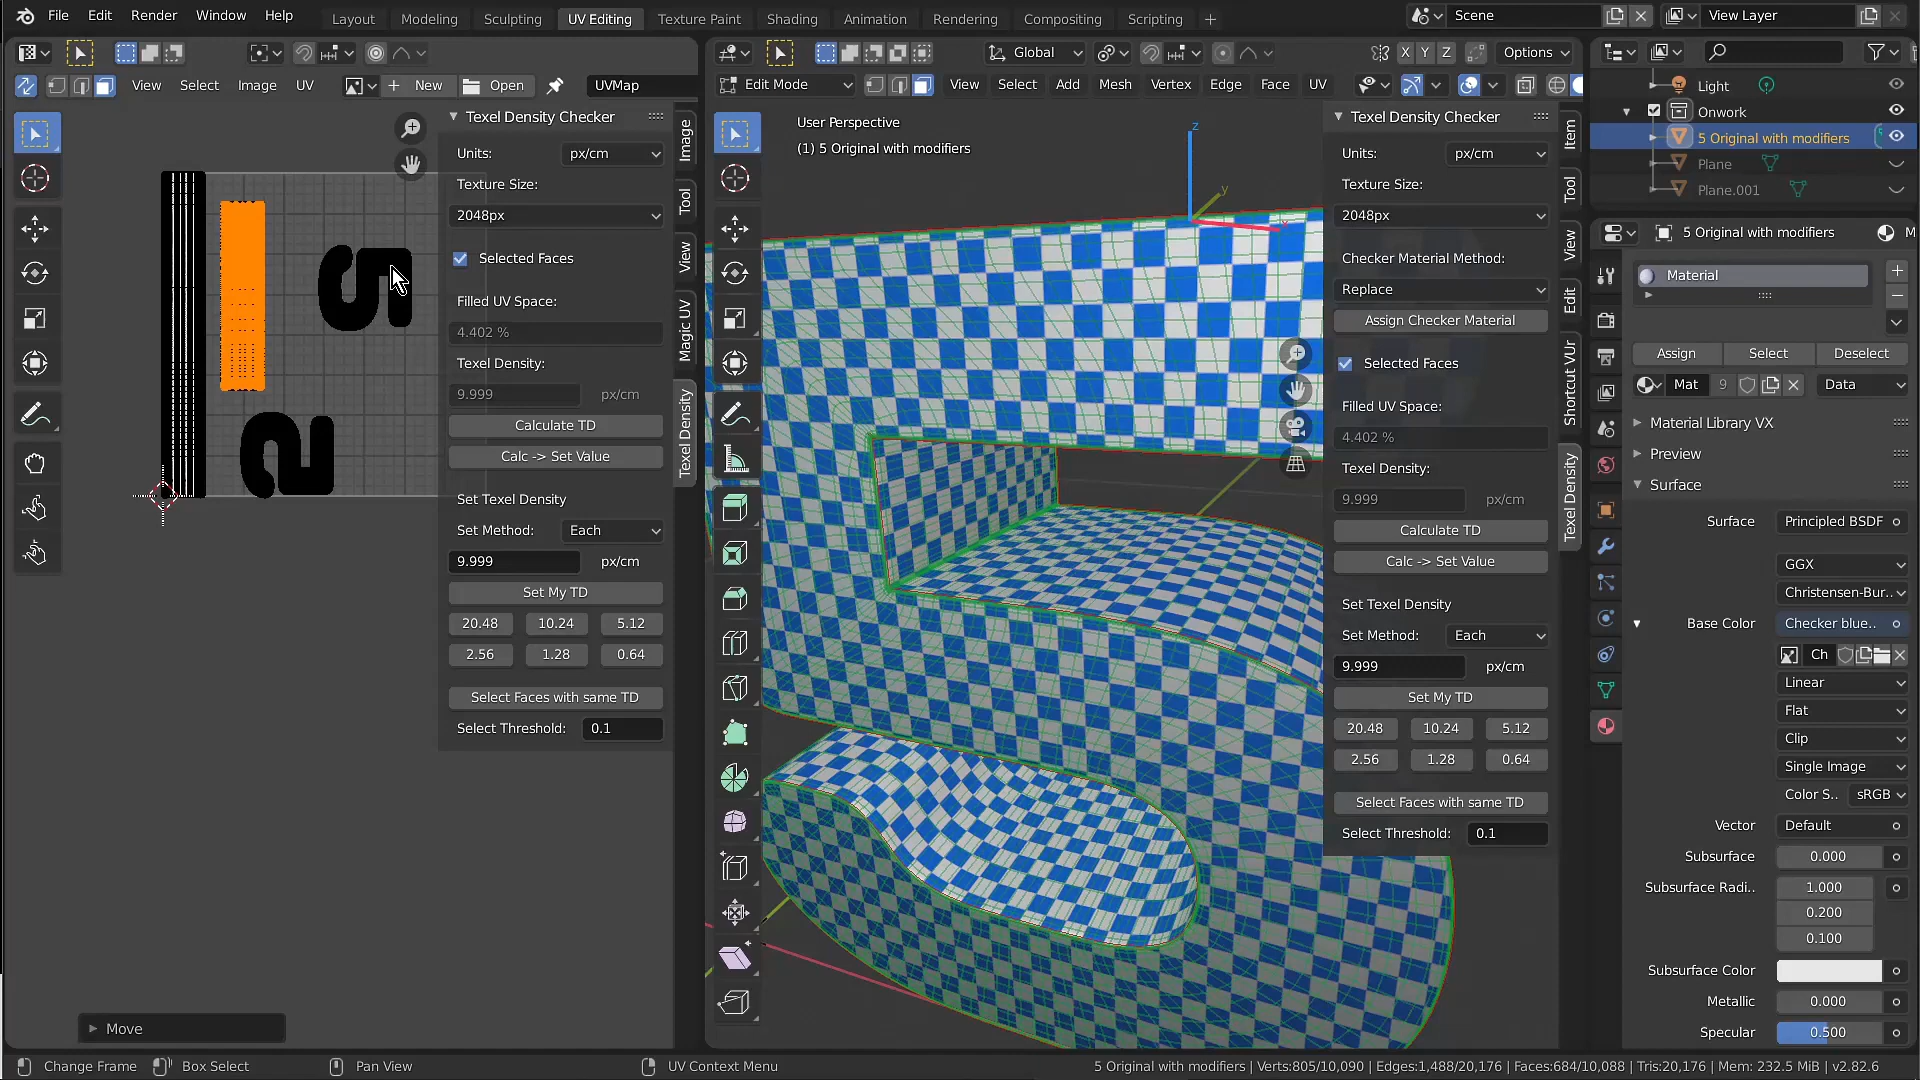 File Edit Render Window Help Layout Modeling Sculpting UV Editing Texture Paint Shading Animation Rendering Compositing Scripting + Scene View Layer
Global X Y Z Options
View Select Image UV New Open UVMap
Edit Mode View Select Add Mesh Vertex Edge Face UV
Texel Density Checker
Units: px/cm
Texture Size:
2048px
Selected Faces
Filled UV Space:
4.402 %
Texel Density:
9.999 px/cm
Calculate TD
Calc -> Set Value
Set Texel Density
Set Method: Each
9.999 px/cm
Set My TD
20.48 10.24 5.12
2.56 1.28 0.64
Select Faces with same TD
Select Threshold: 0.1
Image
Tool
View
Magic UV
Texel Density
5
2
Move
User Perspective
(1) 5 Original with modifiers
z
y
Texel Density Checker
Units: px/cm
Texture Size:
2048px
Checker Material Method:
Replace
Assign Checker Material
Selected Faces
Filled UV Space:
4.402 %
Texel Density:
9.999 px/cm
Calculate TD
Calc -> Set Value
Set Texel Density
Set Method: Each
9.999 px/cm
Set My TD
20.48 10.24 5.12
2.56 1.28 0.64
Select Faces with same TD
Select Threshold: 0.1
Item
Tool
View
Edit
Shortcut VUr
Texel Density
Light
Onwork
5 Original with modifiers
Plane
Plane.001
5 Original with modifiers M
Material
Assign Select Deselect
Mat 9 Data
Material Library VX
Preview
Surface
Surface Principled BSDF
GGX
Christensen-Bur..
Base Color Checker blue..
Ch
Linear
Flat
Clip
Single Image
Color S.. sRGB
Vector Default
Subsurface 0.000
Subsurface Radi.. 1.000
0.200
0.100
Subsurface Color
Metallic 0.000
Specular 0.500
Change Frame Box Select Pan View UV Context Menu 5 Original with modifiers | Verts:805/10,090 | Edges:1,488/20,176 | Faces:684/10,088 | Tris:20,176 | Mem: 232.5 MiB | v2.82.6